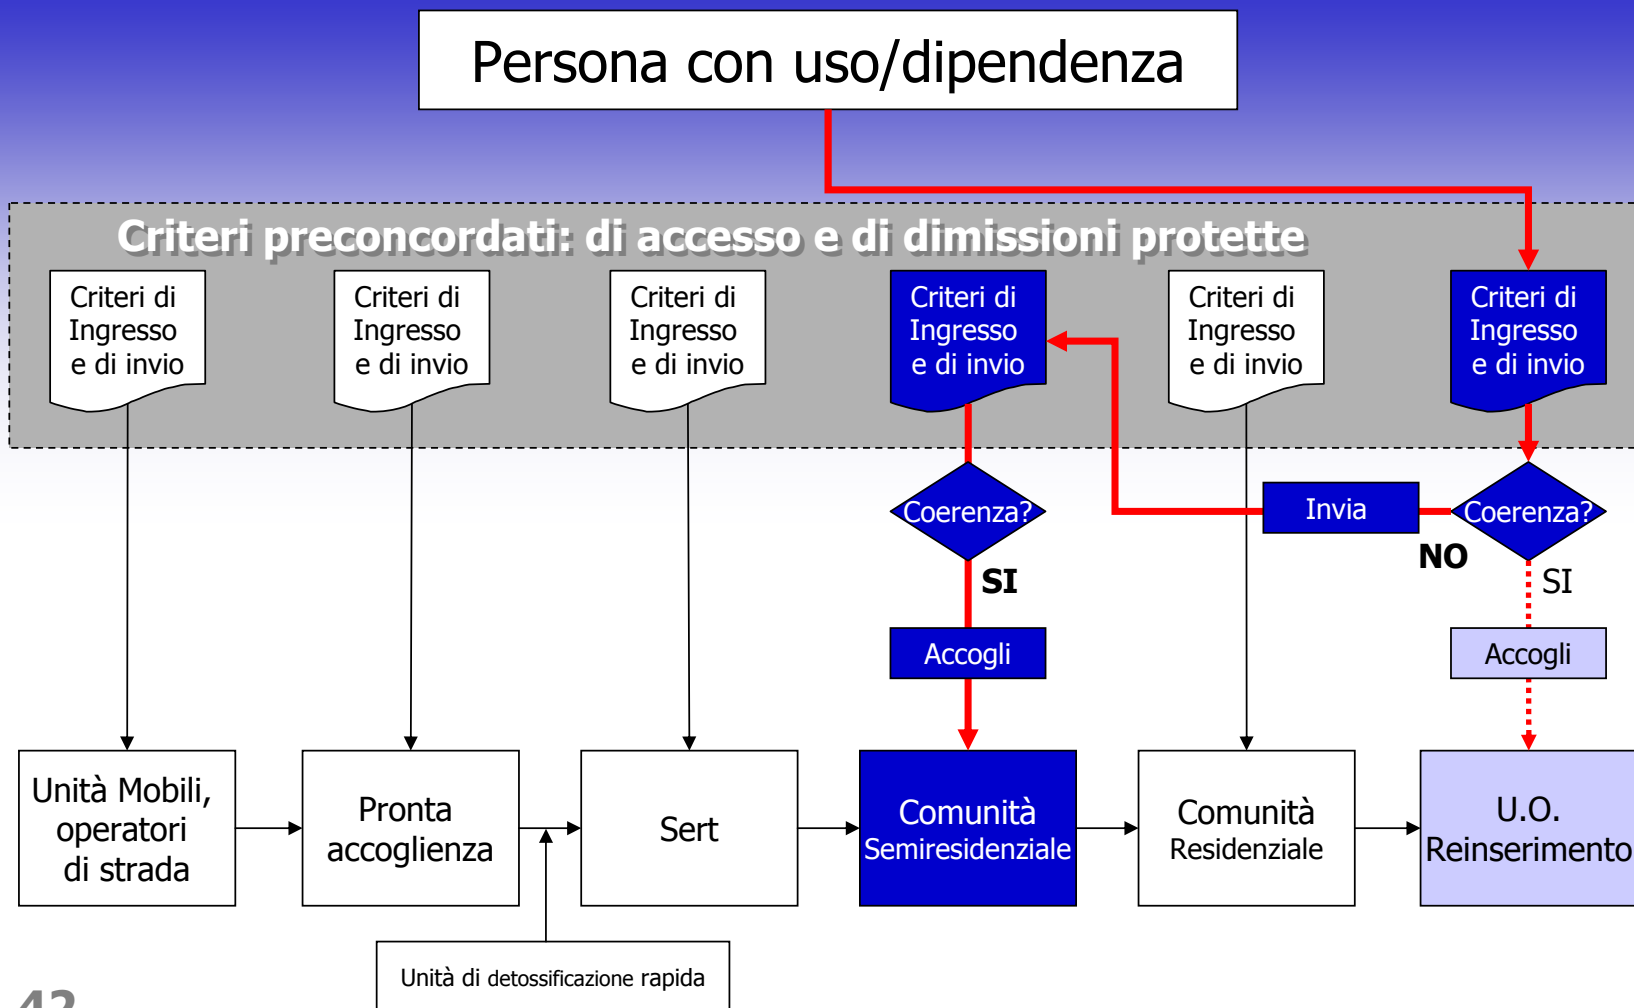 Persona con uso/dipendenza
Criteri preconcordati: di accesso e di dimissioni protette
Criteri di
Ingresso
e di invio
Criteri di
Ingresso
e di invio
Criteri di
Ingresso
e di invio
Criteri di
Ingresso
e di invio
Criteri di
Ingresso
e di invio
Criteri di
Ingresso
e di invio
Coerenza?
Invia
Coerenza?
NO
SI
SI
Accogli
Accogli
Unità Mobili,
operatori
di strada
Pronta
accoglienza
Sert
Comunità
Semiresidenziale
Comunità
Residenziale
U.O.
Reinserimento
Unità di detossificazione rapida
42